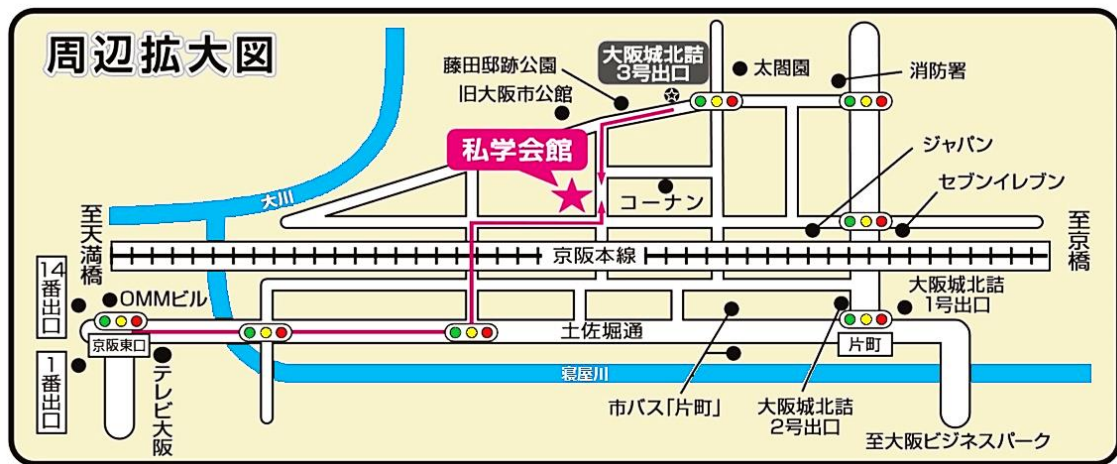 周辺拡大図
藤田邸跡公園
旧大阪市公館
大阪城北詰
3号出口
太閤園
消防署
私学会館
大川
コーナン
ジャパン
セブンイレブン
至天満橋
京阪本線
至京橋
14番出口
OMMビル
京阪東口
1番出口
テレビ大阪
土佐堀通
片町
大阪城北詰
1号出口
寝屋川
市バス「片町」
大阪城北詰
2号出口
至大阪ビジネスパーク